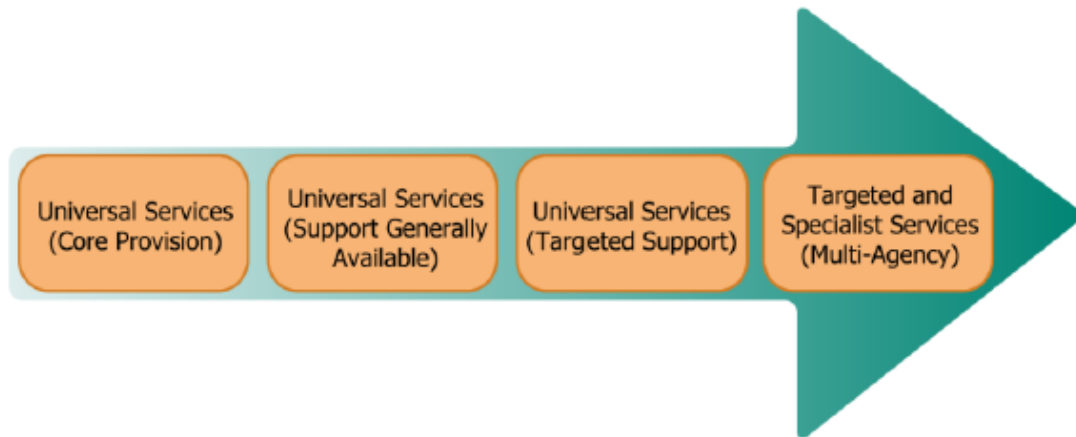 Universal Services
(Core Provision)
Universal Services
(Support Generally
Available)
Universal Services
(Targeted Support)
Targeted and
Specialist Services
(Multi-Agency)